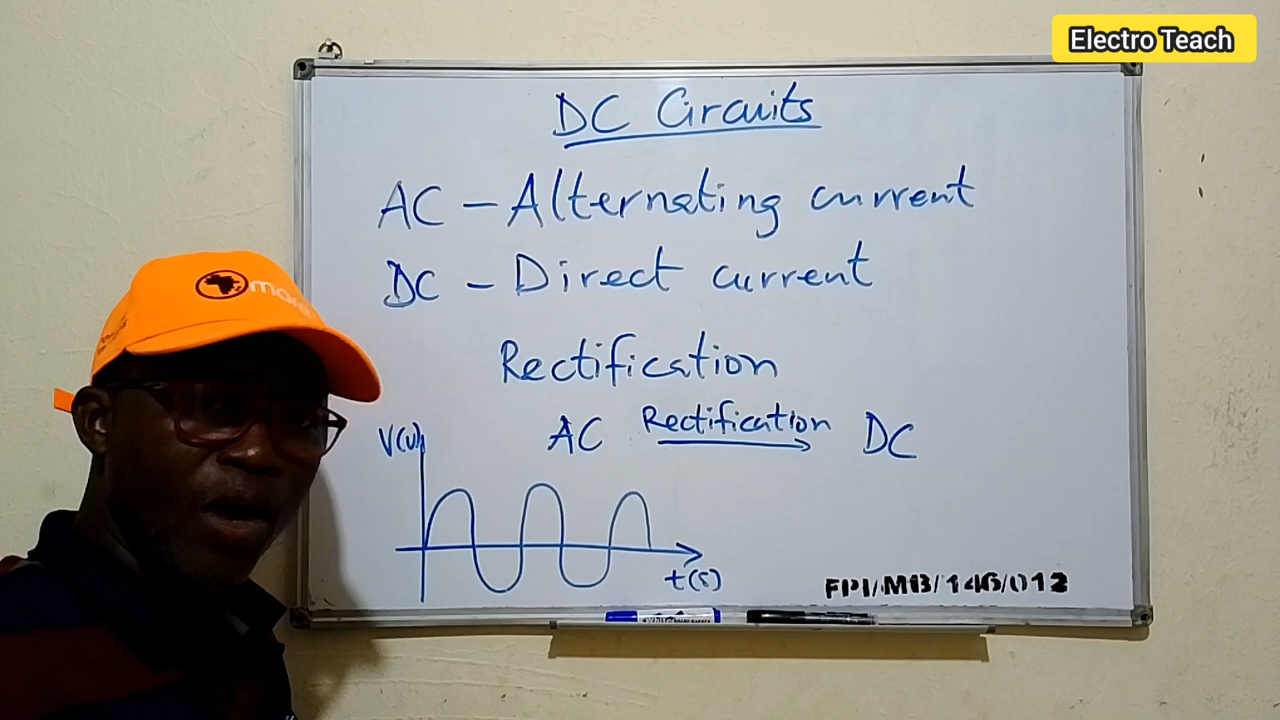 Electro Teach
DC Circuits
AC - Alternating current
DC - Direct current
Rectification
AC Rectification DC
V(v)
t(s)
FPI/MB/146/012